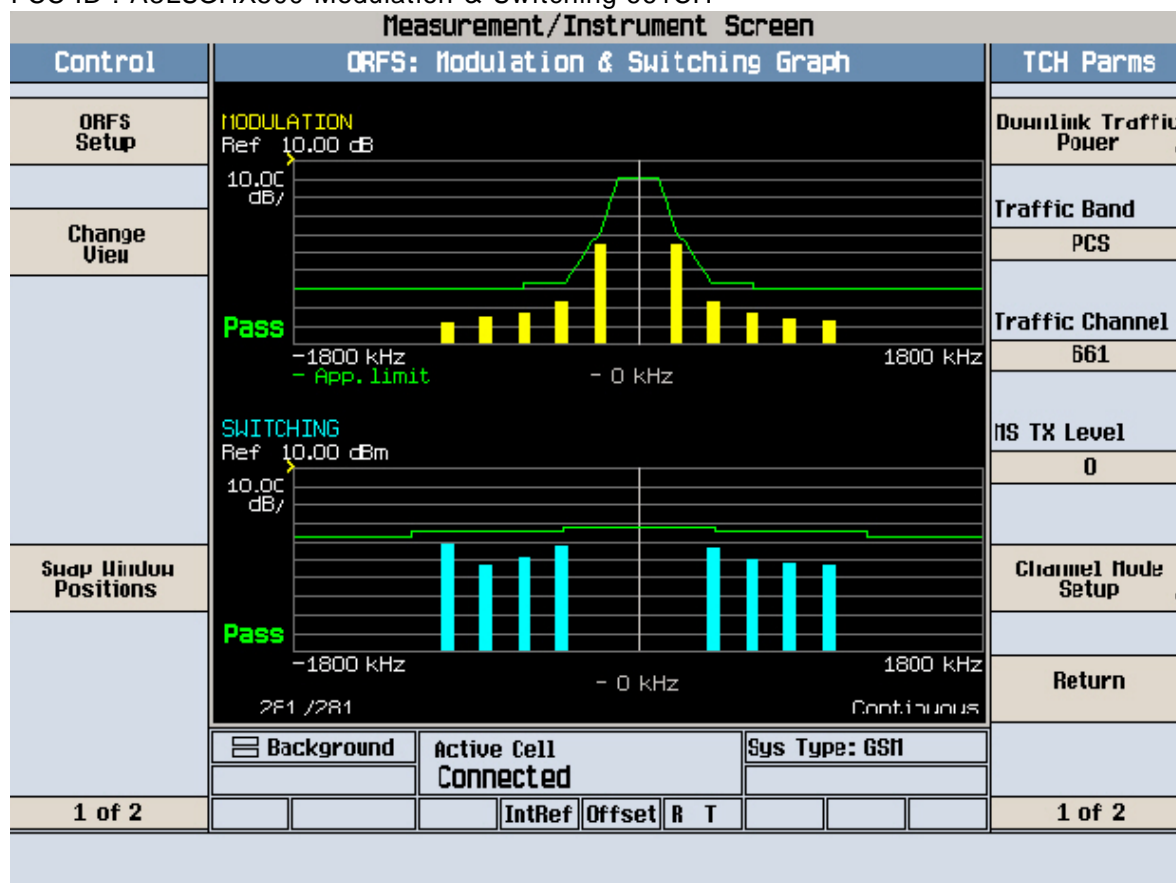 Measurement/Instrument Screen
Control
ORFS: Modulation & Switching Graph
TCH Parms
ORFS
Setup
Change
View
Swap Window
Positions
1 of 2
MODULATION
Ref 10.00 dB
10.00
dB/
Pass
-1800 kHz
1800 kHz
- App.limit
- 0 kHz
SWITCHING
Ref 10.00 dBm
10.00
dB/
Pass
-1800 kHz
1800 kHz
- 0 kHz
281/281
Continuous
Background
Active Cell
Connected
Sys Type: GSM
IntRef
Offset
R T
Downlink Traffic
Power
Traffic Band
PCS
Traffic Channel
661
MS TX Level
0
Channel Mode
Setup
Return
1 of 2